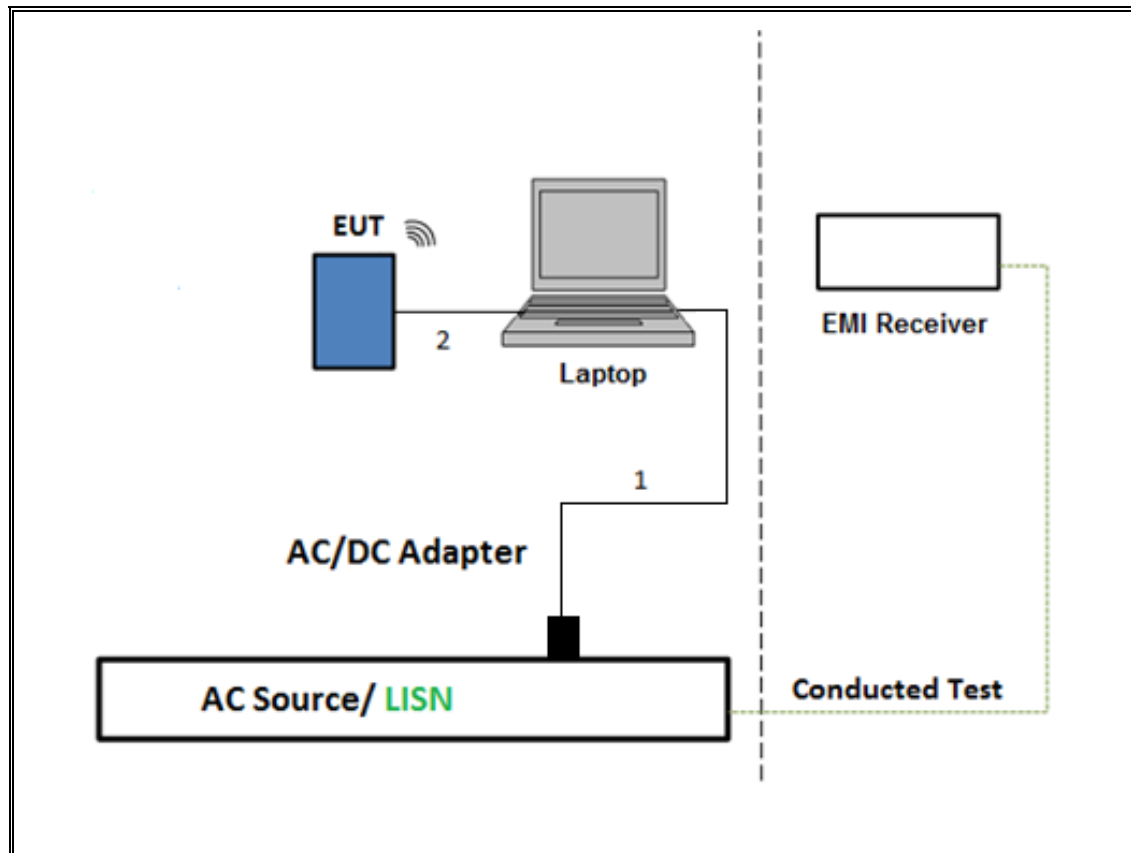 EUT
2
Laptop
EMI Receiver
1
AC/DC Adapter
AC Source/ LISN
Conducted Test